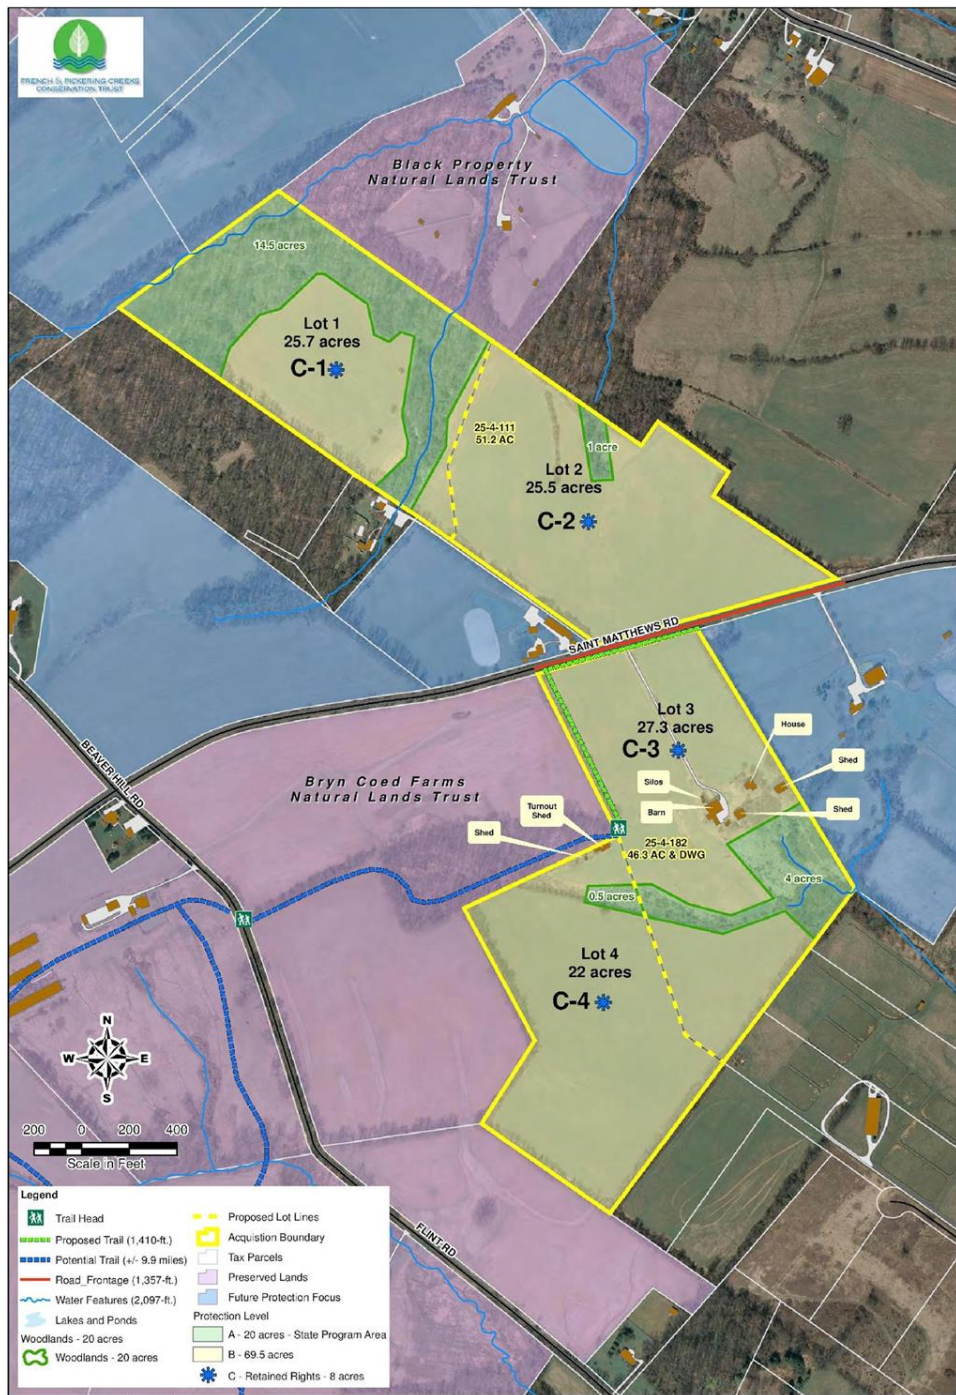 FRENCH & PICKERING CREEKS
CONSERVATION TRUST
Black Property
Natural Lands Trust
14.5 acres
Lot 1
25.7 acres
C-1
25-4-111
51.2 AC
1 acre
Lot 2
25.5 acres
C-2
SAINT MATTHEWS RD
Lot 3
27.3 acres
C-3
House
Silos
Shed
Barn
Shed
BEAVER HILL RD
Bryn Coed Farms
Natural Lands Trust
Turnout
Shed
Shed
25-4-182
46.3 AC & DWG
4 acres
0.5 acres
Lot 4
22 acres
C-4
N
W E
S
200 0 200 400
Scale in Feet
FLINT RD
Legend
Trail Head
Proposed Trail (1,410-ft.)
Potential Trail (+/- 9.9 miles)
Road_Frontage (1,357-ft.)
Water Features (2,097-ft.)
Lakes and Ponds
Woodlands - 20 acres
Woodlands - 20 acres
Proposed Lot Lines
Acquistion Boundary
Tax Parcels
Preserved Lands
Future Protection Focus
Protection Level
A - 20 acres - State Program Area
B - 69.5 acres
C - Retained Rights - 8 acres